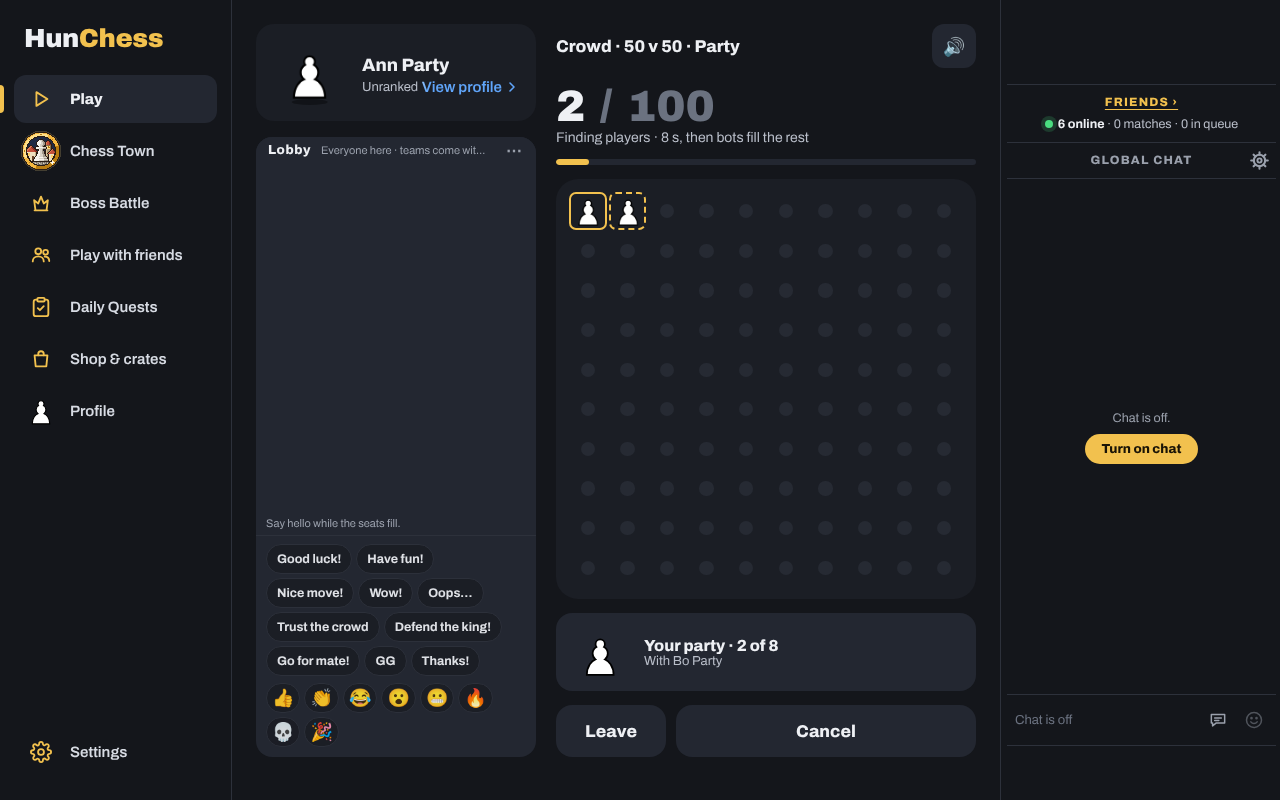 HunChess
Play
Chess Town
Boss Battle
Play with friends
Daily Quests
Shop & crates
Profile
Settings
Ann Party
Unranked View profile
Lobby Everyone here · teams come wit...
Say hello while the seats fill.
Good luck! Have fun!
Nice move! Wow! Oops...
Trust the crowd Defend the king!
Go for mate! GG Thanks!
Crowd · 50 v 50 · Party
2 / 100
Finding players · 8 s, then bots fill the rest
Your party · 2 of 8
With Bo Party
Leave Cancel
FRIENDS ›
6 online · 0 matches · 0 in queue
GLOBAL CHAT
Chat is off.
Turn on chat
Chat is off